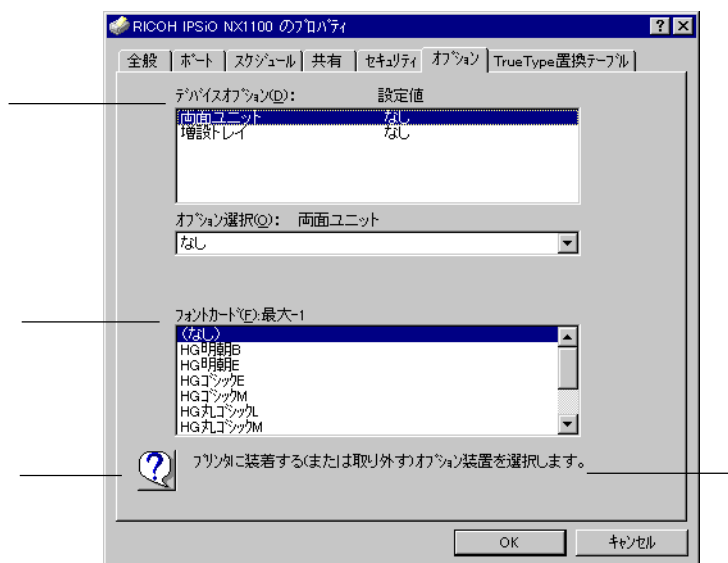 RICOH IPSiO NX1100 のﾌﾟﾛﾊﾟﾃｨ
全般 ﾎﾟｰﾄ ｽｹｼﾞｭｰﾙ 共有 ｾｷｭﾘﾃｨ ｵﾌﾟｼｮﾝ TrueType置換ﾃｰﾌﾞﾙ
ﾃﾞﾊﾞｲｽｵﾌﾟｼｮﾝ(D): 設定値
両面ユニット なし
増設トレイ なし
ｵﾌﾟｼｮﾝ選択(O): 両面ユニット
なし
ﾌｫﾝﾄｶｰﾄﾞ(F):最大-1
(なし)
HG明朝B
HG明朝E
HGｺﾞｼｯｸE
HGｺﾞｼｯｸM
HG丸ｺﾞｼｯｸL
HG丸ｺﾞｼｯｸM
ﾌﾟﾘﾝﾀに装着する(または取り外す)ｵﾌﾟｼｮﾝ装置を選択します。
OK ｷｬﾝｾﾙ